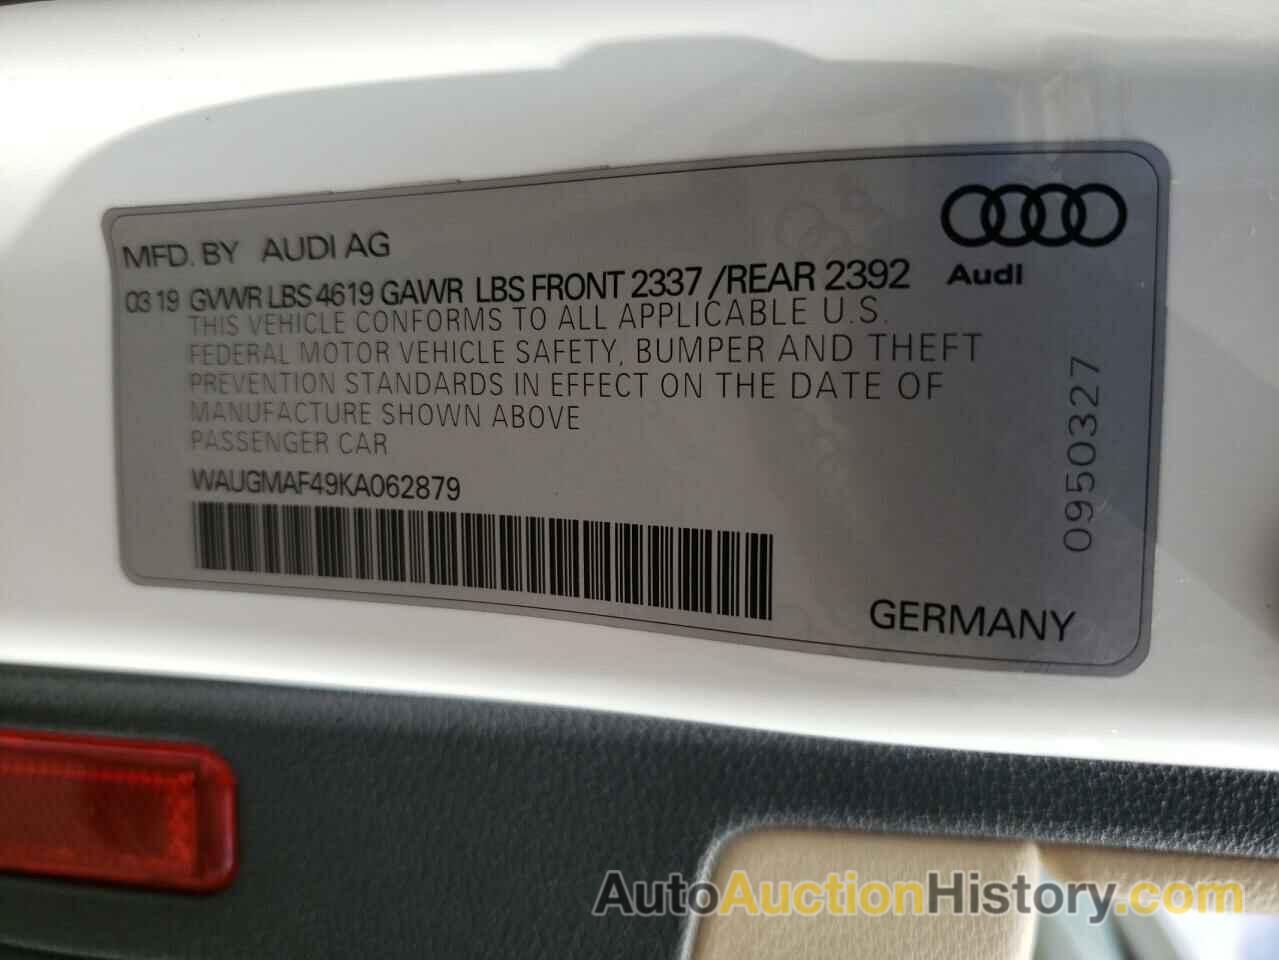 MFD. BY AUDI AG
Audi
03 19 GVWR LBS 4619 GAWR LBS FRONT 2337 /REAR 2392
THIS VEHICLE CONFORMS TO ALL APPLICABLE U.S.
FEDERAL MOTOR VEHICLE SAFETY, BUMPER AND THEFT
PREVENTION STANDARDS IN EFFECT ON THE DATE OF
MANUFACTURE SHOWN ABOVE
PASSENGER CAR
WAUGMAF49KA062879
0950327
GERMANY
AutoAuctionHistory.com